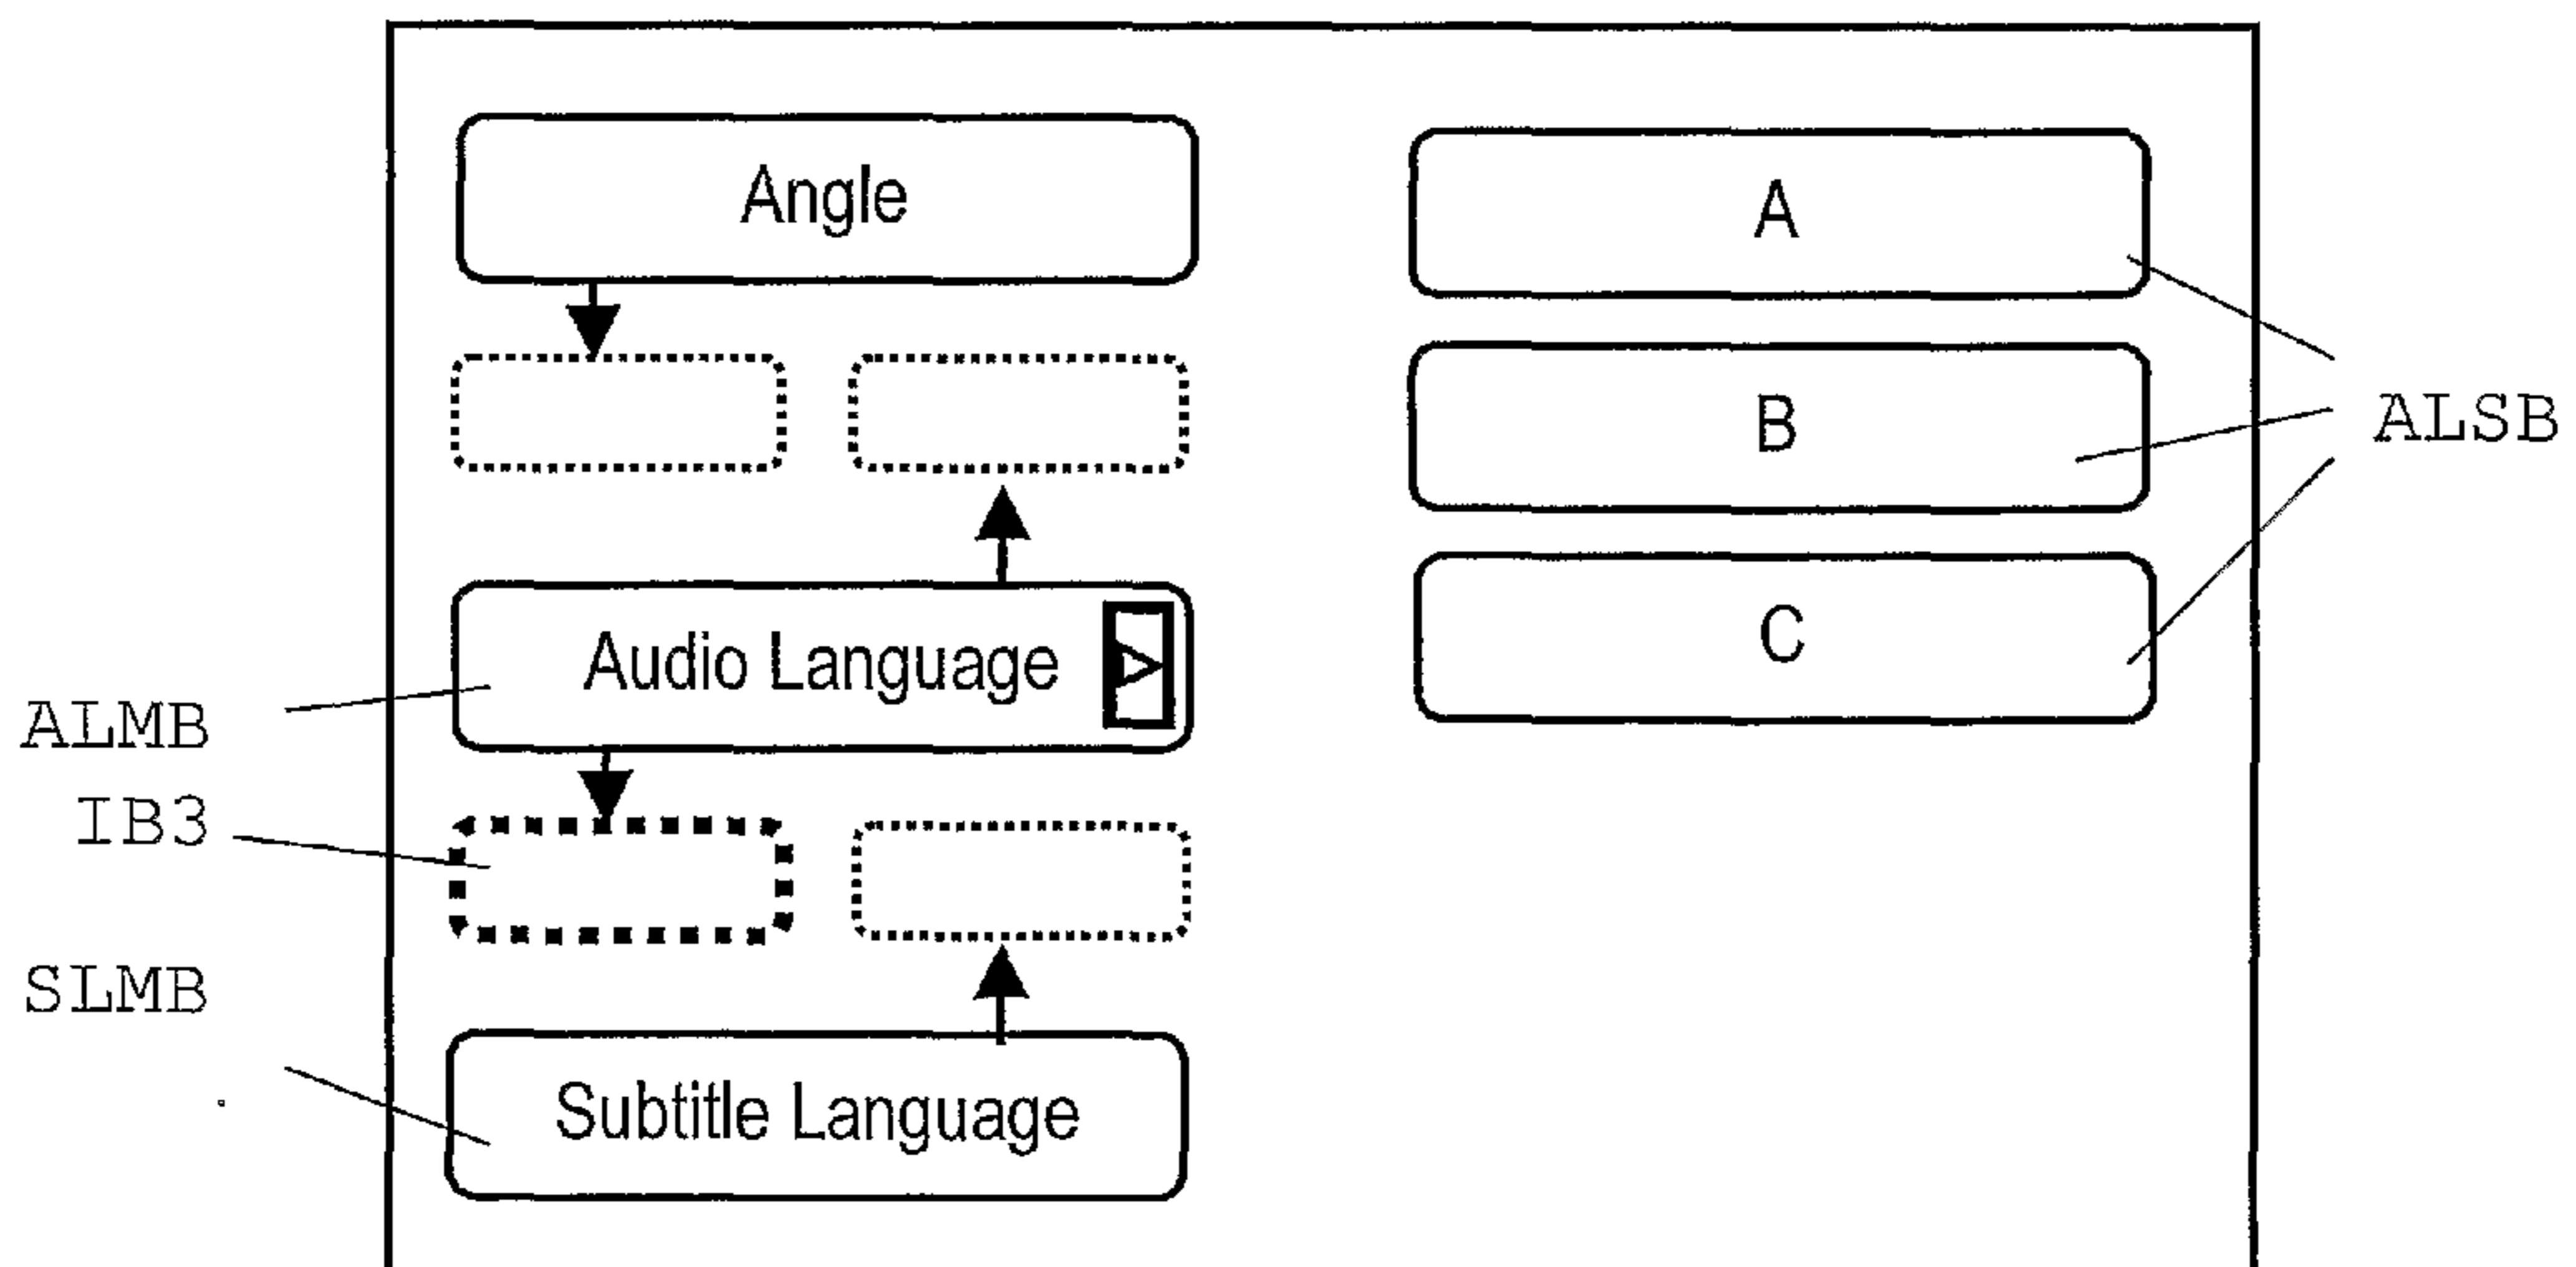 Angle
A
B
ALSB
Audio Language
C
ALMB
IB3
SLMB
Subtitle Language